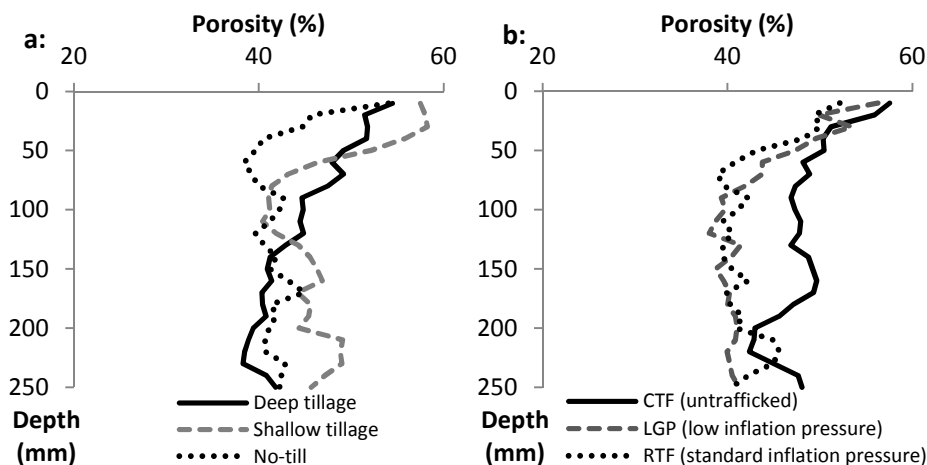 a:
Porosity (%)
20 40 60
0
50
100
150
200
250
Depth
(mm)
Deep tillage
Shallow tillage
No-till
b:
Porosity (%)
20 40 60
0
50
100
150
200
250
Depth
(mm)
CTF (untrafficked)
LGP (low inflation pressure)
RTF (standard inflation pressure)